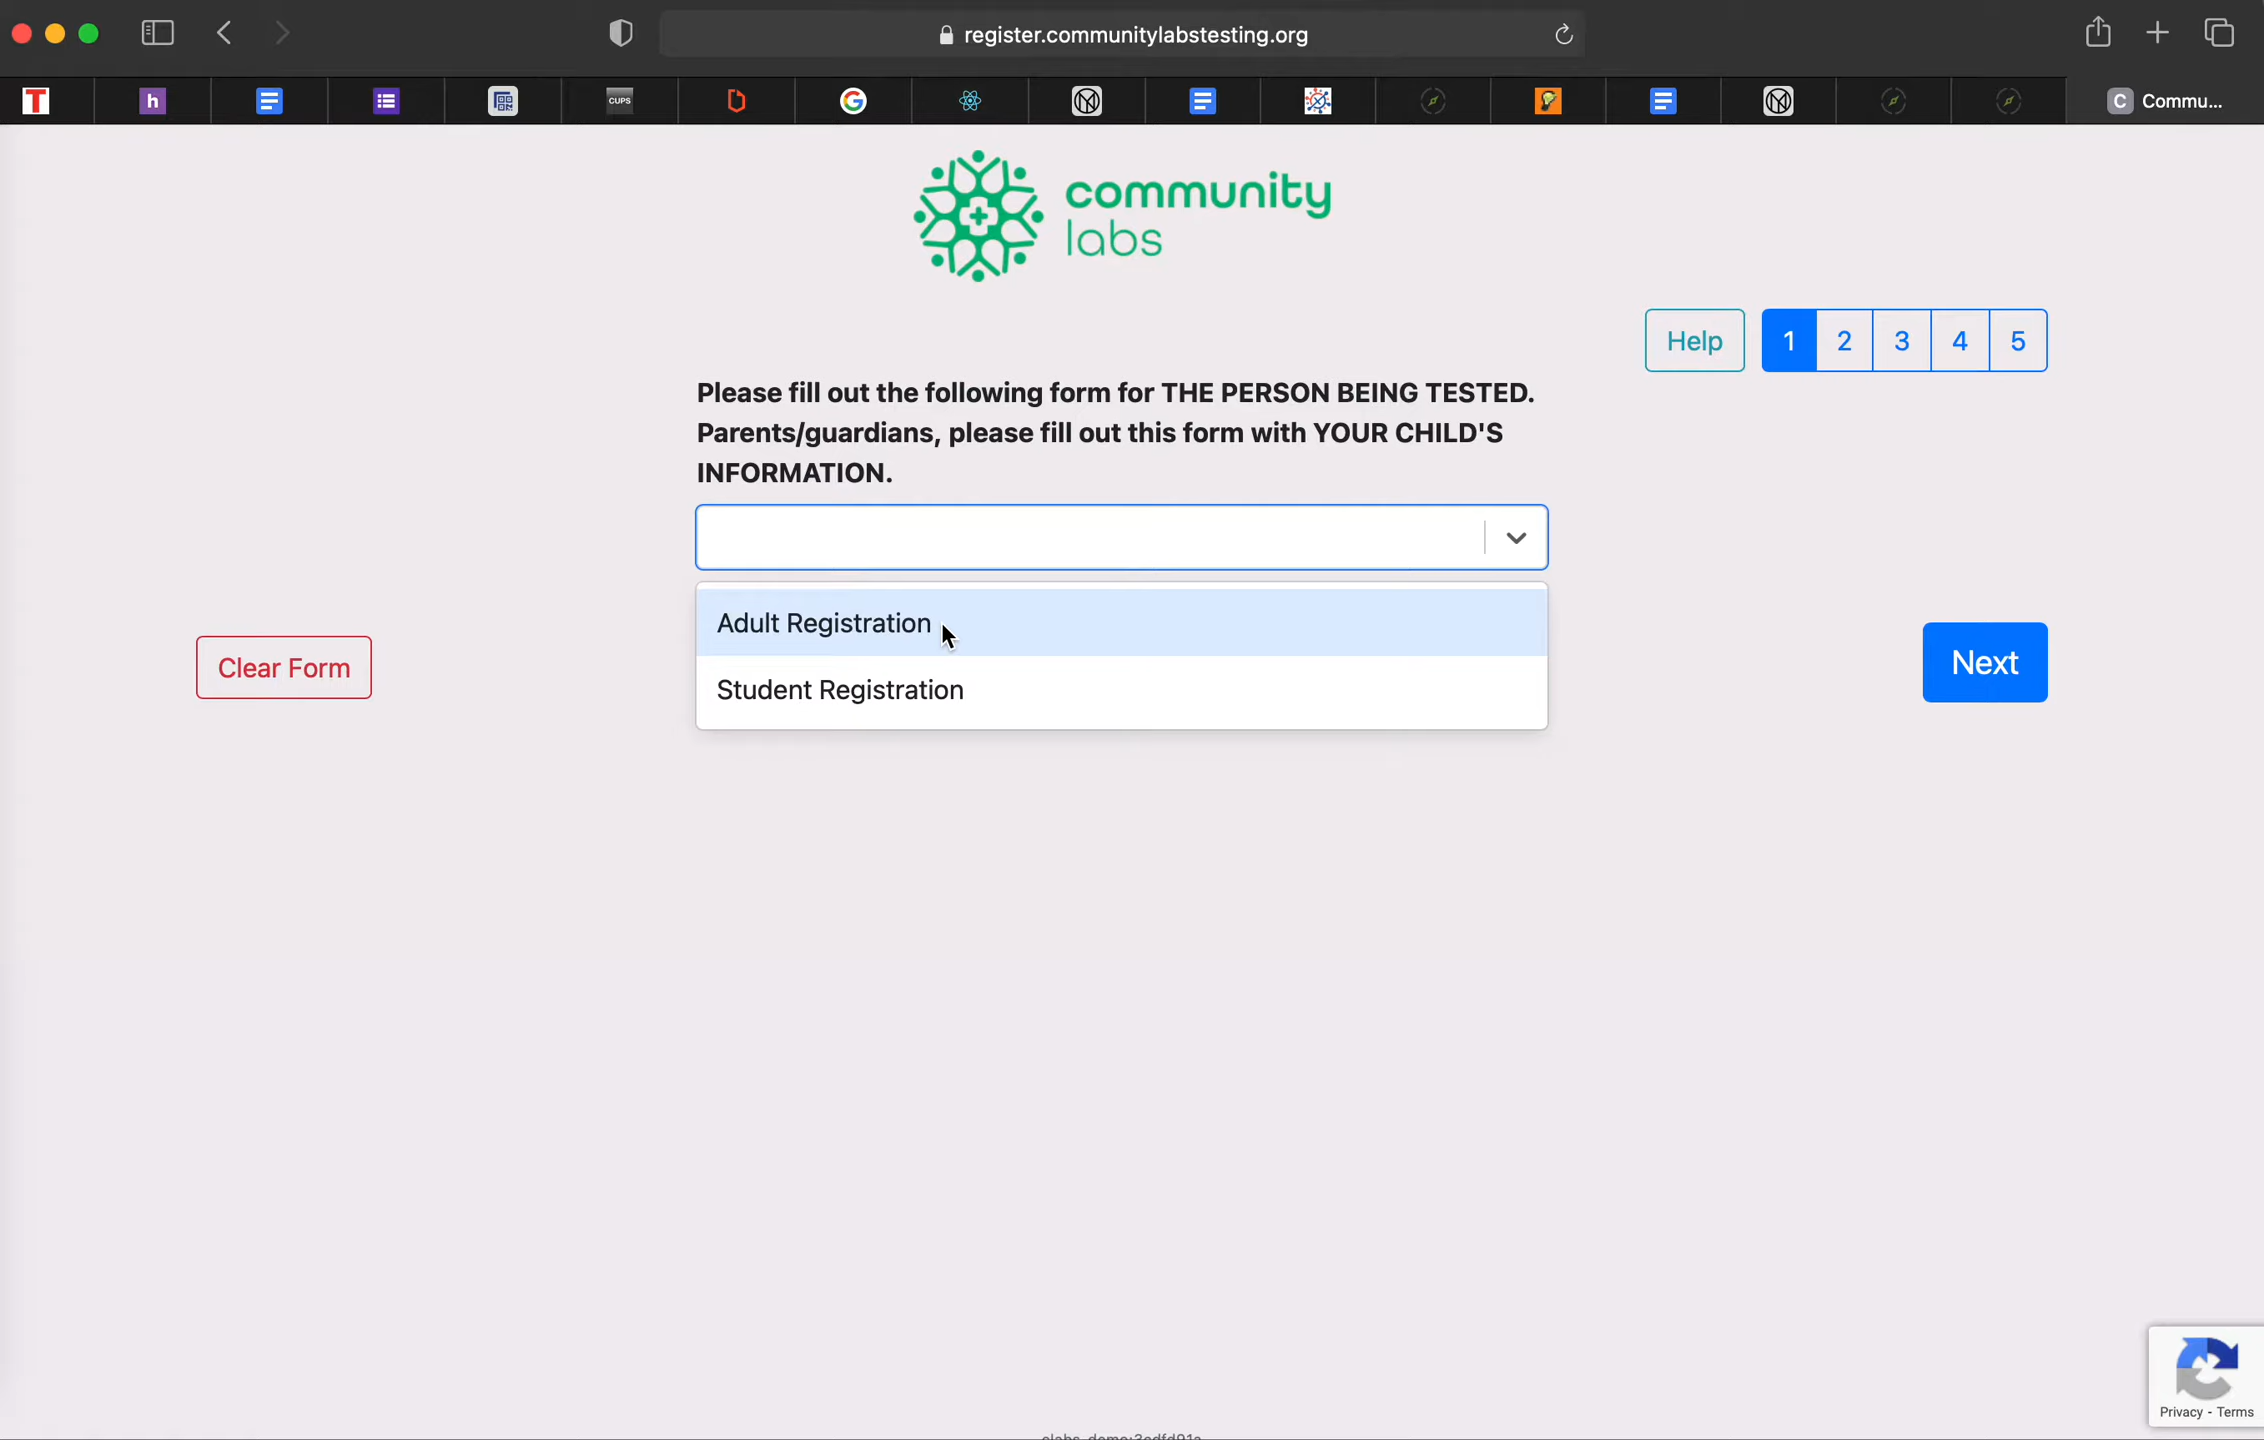 register.communitylabstesting.org
T
h
CUPS
G
C Commu...
community
labs
Help
1 2 3 4 5
Please fill out the following form for THE PERSON BEING TESTED.
Parents/guardians, please fill out this form with YOUR CHILD'S
INFORMATION.
Adult Registration
Student Registration
Clear Form
Next
Privacy - Terms